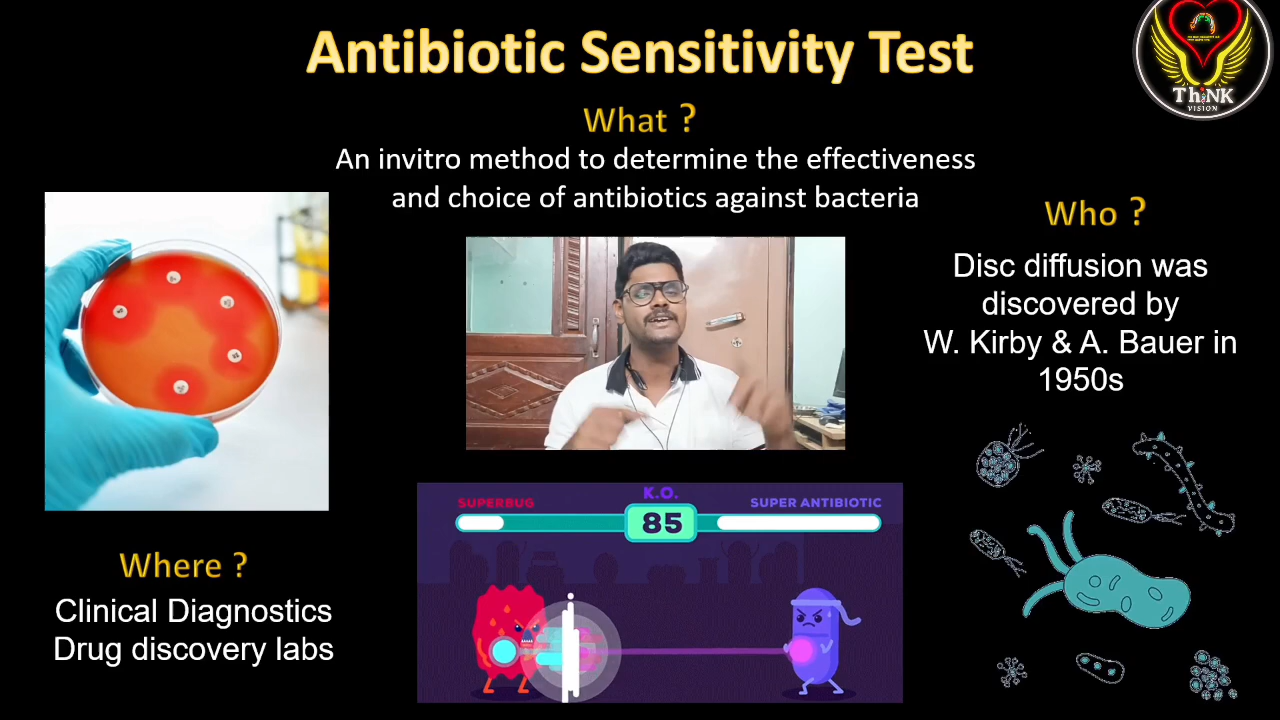 Antibiotic Sensitivity Test
ThiNK
VISION
What ?
An invitro method to determine the effectiveness
and choice of antibiotics against bacteria
Who ?
Disc diffusion was
discovered by
W. Kirby & A. Bauer in
1950s
Where ?
Clinical Diagnostics
Drug discovery labs
SUPERBUG
K.O.
85
SUPER ANTIBIOTIC